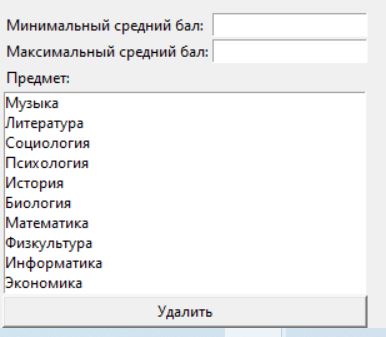 Минимальный средний бал:
Максимальный средний бал:
Предмет:
Музыка
Литература
Социология
Психология
История
Биология
Математика
Физкультура
Информатика
Экономика
Удалить